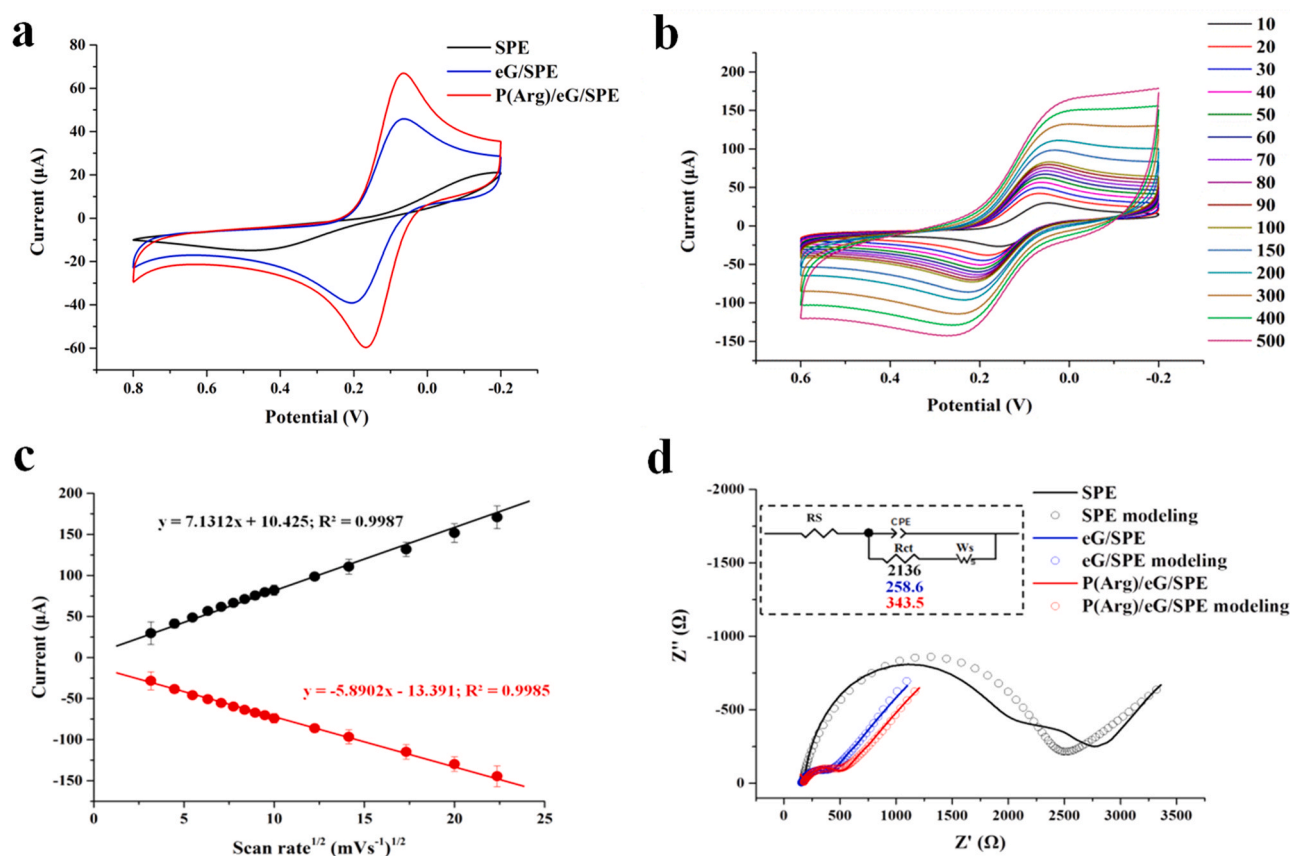 a
80
60
40
20
0
-20
-40
-60
0.8
0.6
0.4
0.2
0.0
-0.2
Current (μA)
Potential (V)
SPE
eG/SPE
P(Arg)/eG/SPE
b
200
150
100
50
0
-50
-100
-150
0.6
0.4
0.2
0.0
-0.2
Current (μA)
Potential (V)
10
20
30
40
50
60
70
80
90
100
150
200
300
400
500
c
200
150
100
50
0
-50
-100
-150
0
5
10
15
20
25
Current (μA)
Scan rate^1/2 (mVs^-1)^1/2
y = 7.1312x + 10.425; R² = 0.9987
y = -5.8902x - 13.391; R² = 0.9985
d
-2000
-1500
-1000
-500
0
0
500
1000
1500
2000
2500
3000
3500
Z'' (Ω)
Z' (Ω)
RS
CPE
Rct
Ws
s
2136
258.6
343.5
SPE
SPE modeling
eG/SPE
eG/SPE modeling
P(Arg)/eG/SPE
P(Arg)/eG/SPE modeling